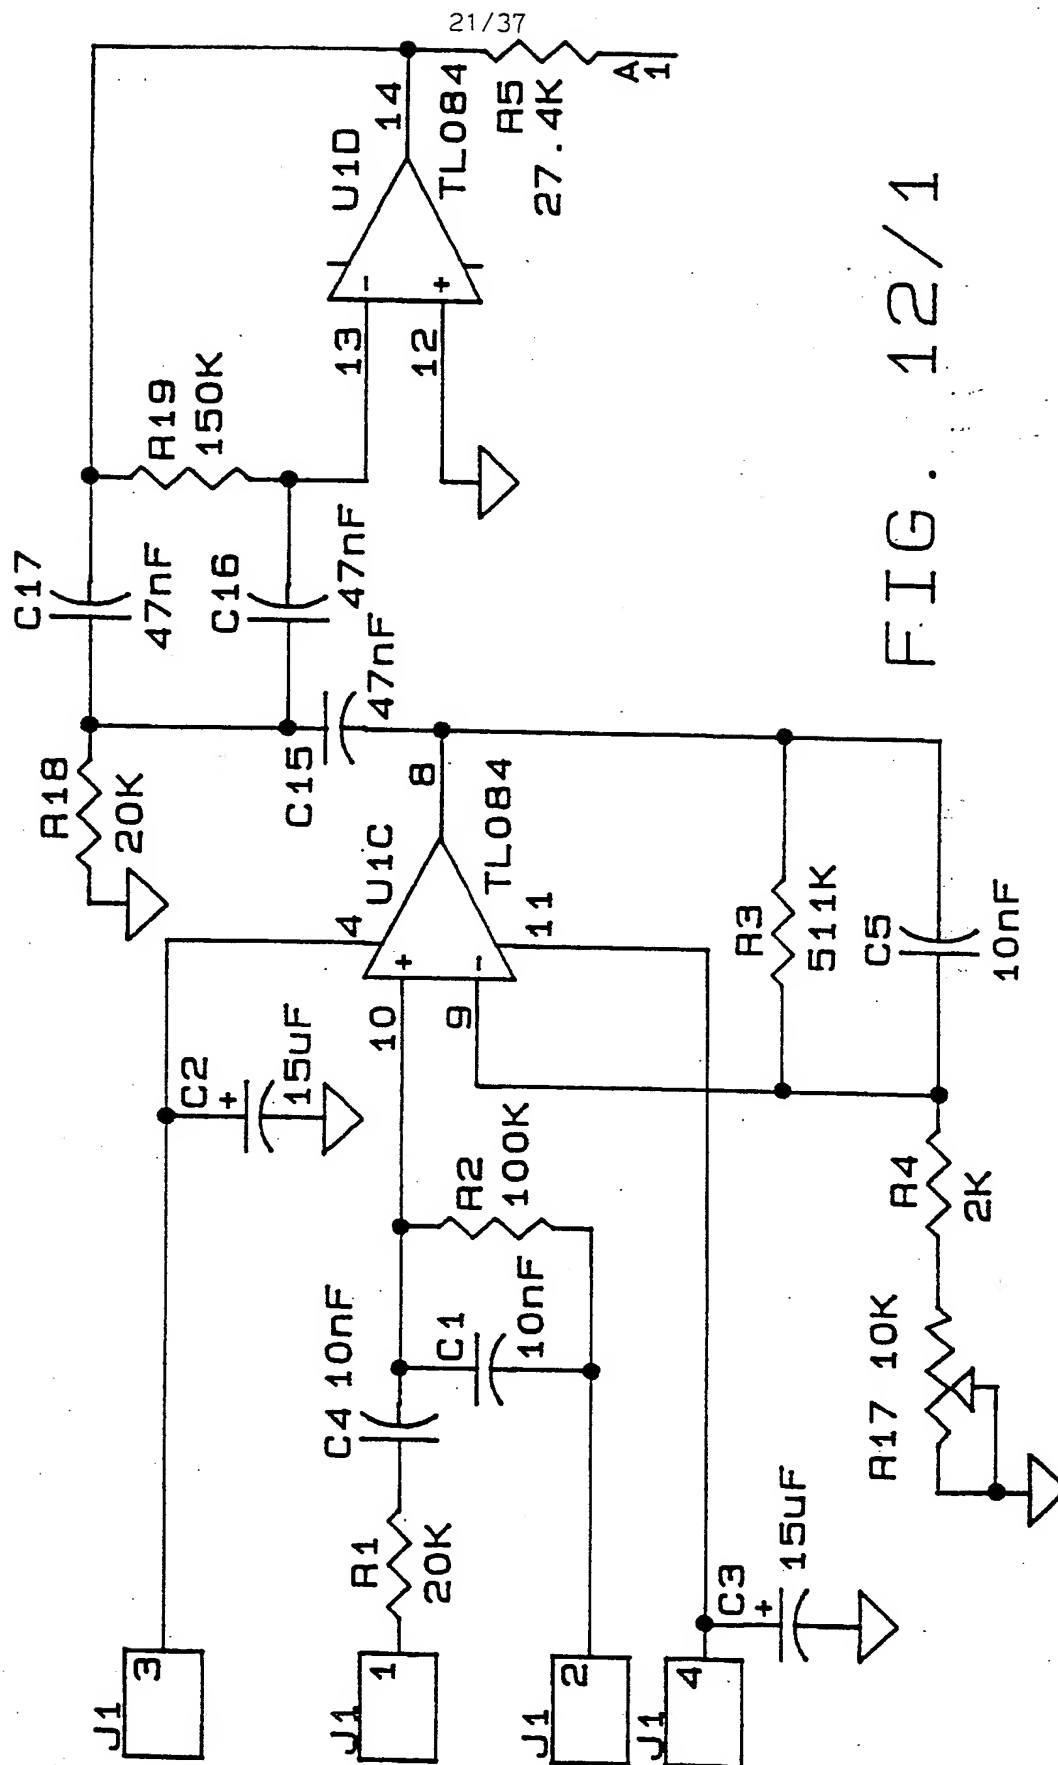 21/37
J1
3
C2
+
15uF
4
U1C
TL084
10
+
9
-
11
8
R18
20K
C17
47nF
R19
150K
C16
47nF
C15
47nF
13
-
12
+
U1D
TL084
14
R5
27.4K
A
1
J1
1
R1
20K
C4 10nF
C1
10nF
R2
100K
J1
2
J1
4
C3
+
15uF
R17 10K
R4
2K
R3
511K
C5
10nF
FIG. 12/1